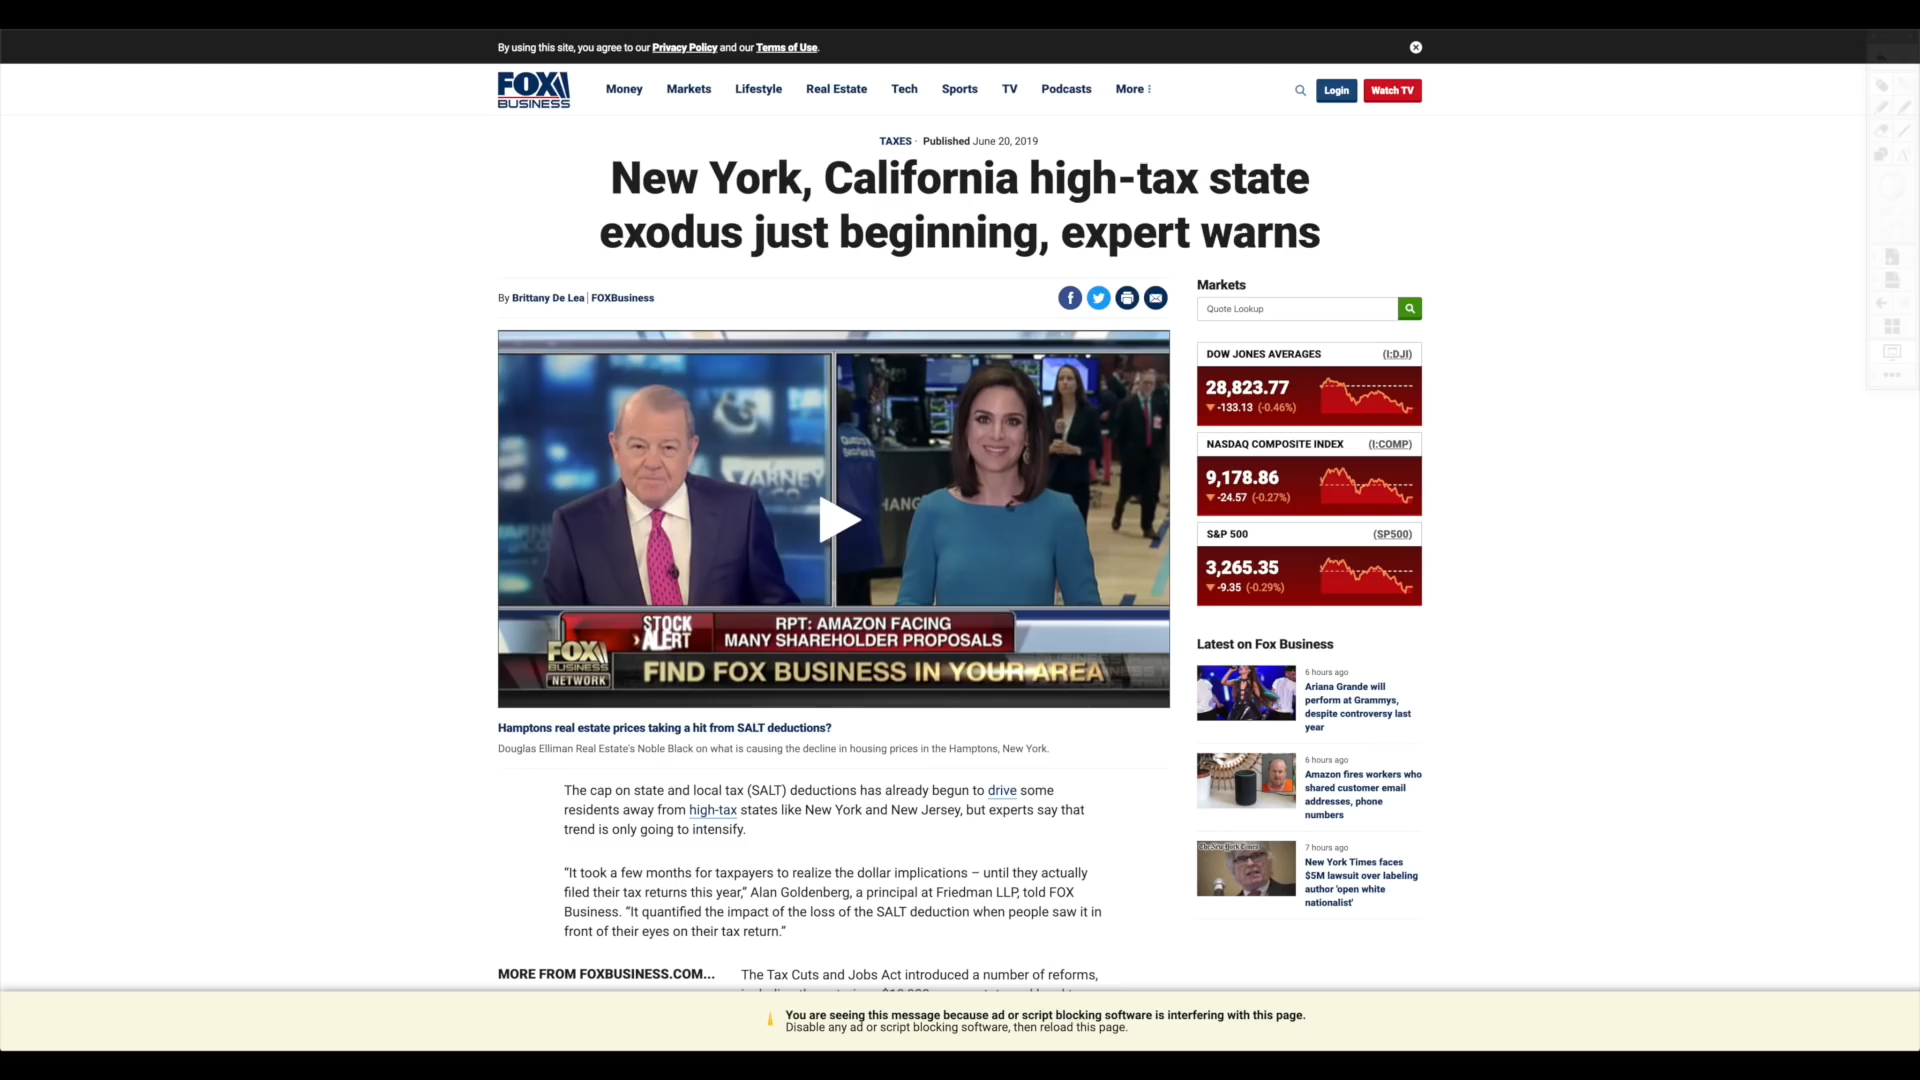 By using this site, you agree to our Privacy Policy and our Terms of Use.
FOX
BUSINESS
Money Markets Lifestyle Real Estate Tech Sports TV Podcasts More
Login
Watch TV
TAXES · Published June 20, 2019
New York, California high-tax state
exodus just beginning, expert warns
By Brittany De Lea | FOXBusiness
STOCK
ALERT
RPT: AMAZON FACING
MANY SHAREHOLDER PROPOSALS
FOX
BUSINESS
NETWORK
FIND FOX BUSINESS IN YOUR AREA
Hamptons real estate prices taking a hit from SALT deductions?
Douglas Elliman Real Estate's Noble Black on what is causing the decline in housing prices in the Hamptons, New York.
The cap on state and local tax (SALT) deductions has already begun to drive some
residents away from high-tax states like New York and New Jersey, but experts say that
trend is only going to intensify.
“It took a few months for taxpayers to realize the dollar implications – until they actually
filed their tax returns this year,” Alan Goldenberg, a principal at Friedman LLP, told FOX
Business. “It quantified the impact of the loss of the SALT deduction when people saw it in
front of their eyes on their tax return.”
MORE FROM FOXBUSINESS.COM...
The Tax Cuts and Jobs Act introduced a number of reforms,
Markets
Quote Lookup
DOW JONES AVERAGES (I:DJI)
28,823.77
-133.13 (-0.46%)
NASDAQ COMPOSITE INDEX (I:COMP)
9,178.86
-24.57 (-0.27%)
S&P 500 (SP500)
3,265.35
-9.35 (-0.29%)
Latest on Fox Business
6 hours ago
Ariana Grande will
perform at Grammys,
despite controversy last
year
6 hours ago
Amazon fires workers who
shared customer email
addresses, phone
numbers
The New York Times
7 hours ago
New York Times faces
$5M lawsuit over labeling
author 'open white
nationalist'
You are seeing this message because ad or script blocking software is interfering with this page.
Disable any ad or script blocking software, then reload this page.